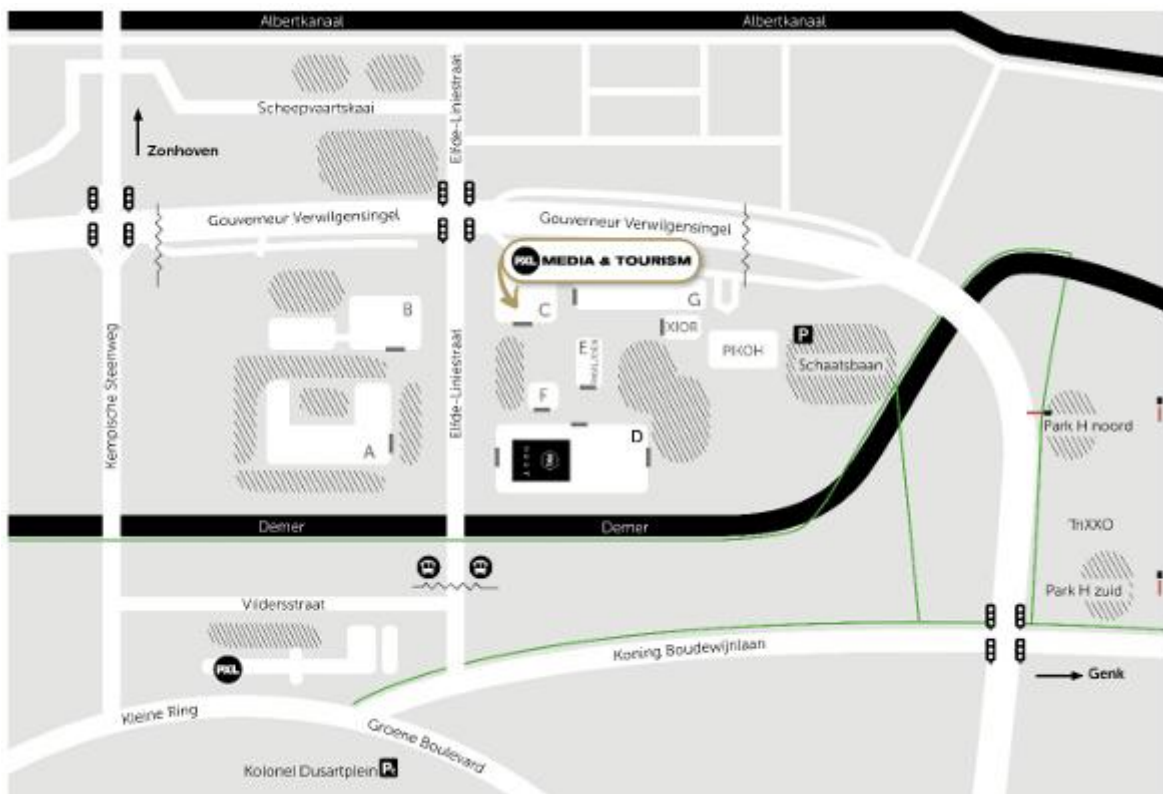 Albertkanaal
Albertkanaal
Scheepvaartskaai
Elfde-Liniestraat
Zonhoven
Gouverneur Verwilgensingel
Gouverneur Verwilgensingel
PXL MEDIA & TOURISM
B
C
G
XIOR
E
PIKOH
P
Schaatsbaan
Kempische Steenweg
Elfde-Liniestraat
F
A
D
Park H noord
Demer
Demer
TriXXO
Vildersstraat
Park H zuid
PXL
Koning Boudewijnlaan
Genk
Kleine Ring
Groene Boulevard
Kolonel Dusartplein
P